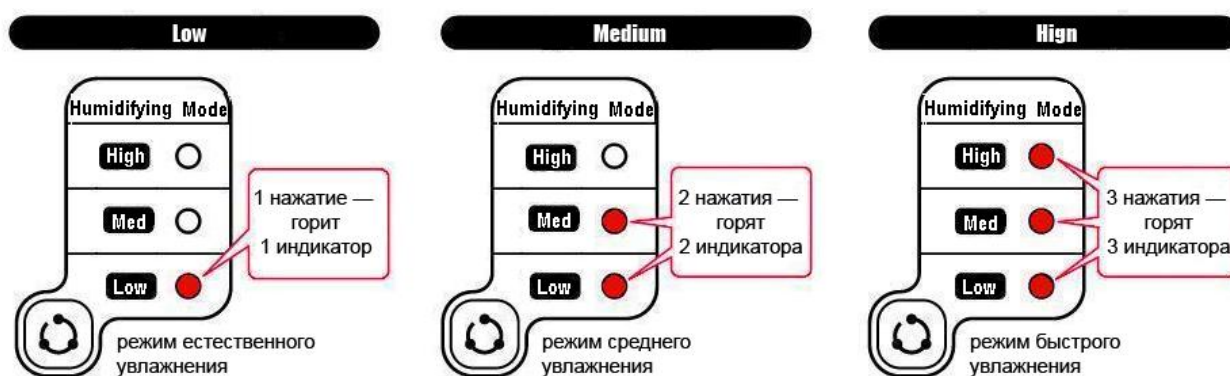 Low
Humidifying Mode
High
Med
Low
1 нажатие —
горит
1 индикатор
режим естественного
увлажнения
Medium
Humidifying Mode
High
Med
Low
2 нажатия —
горят
2 индикатора
режим среднего
увлажнения
Hign
Humidifying Mode
High
Med
Low
3 нажатия —
горят
3 индикатора
режим быстрого
увлажнения